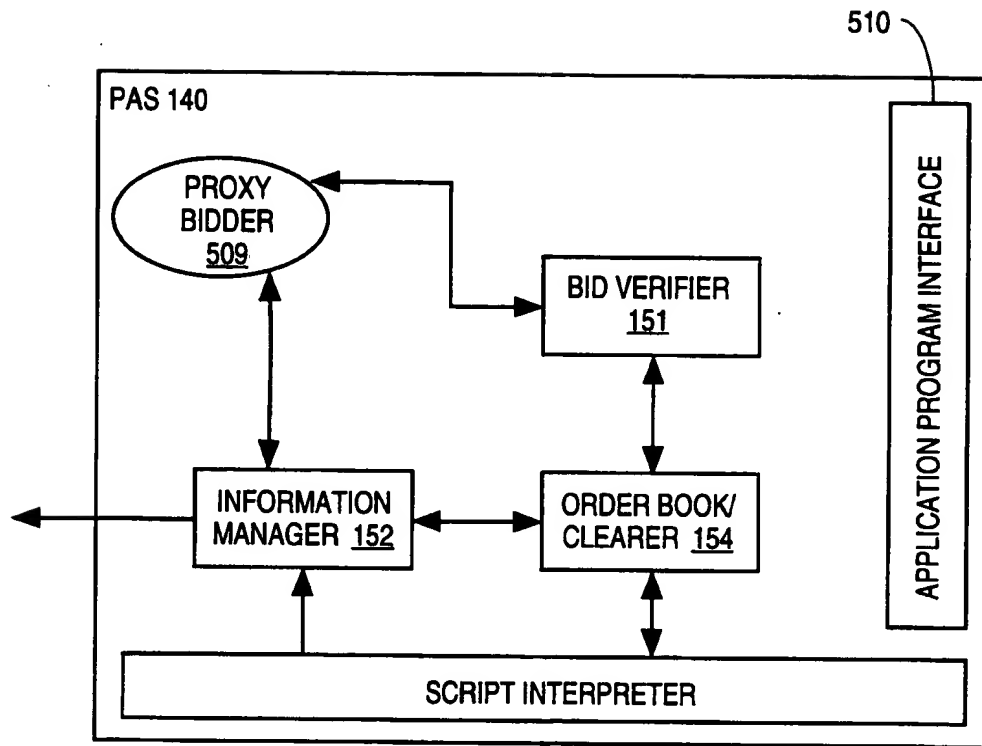 510
PAS 140
PROXY
BIDDER
509
BID VERIFIER
151
APPLICATION PROGRAM INTERFACE
INFORMATION
MANAGER 152
ORDER BOOK/
CLEARER 154
SCRIPT INTERPRETER